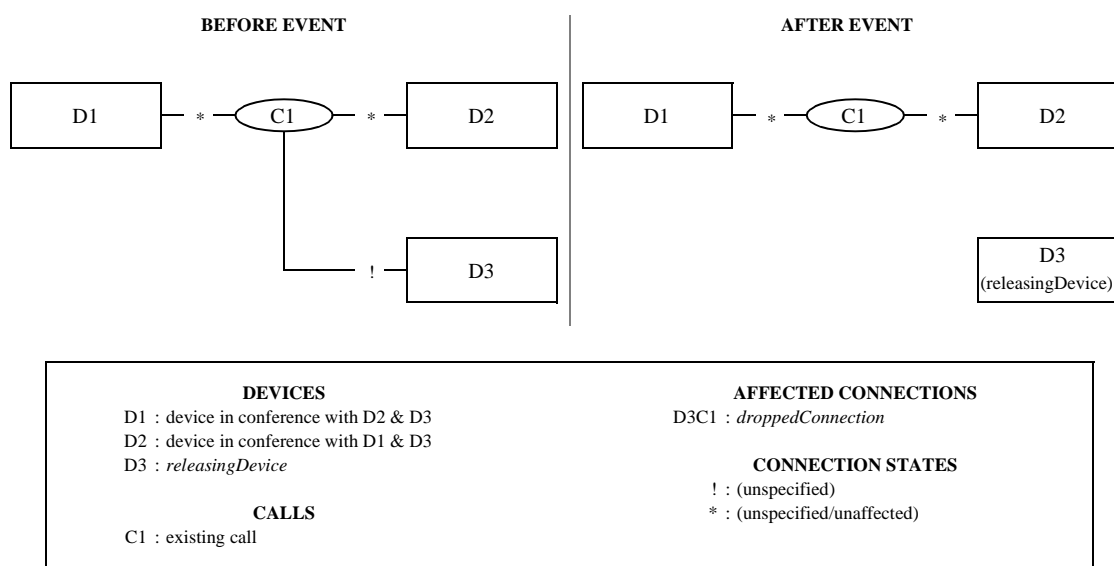 BEFORE EVENT
AFTER EVENT
D1
*
C1
*
D2
D1
*
C1
*
D2
!
D3
D3
(releasingDevice)
DEVICES
D1 : device in conference with D2 & D3
D2 : device in conference with D1 & D3
D3 : releasingDevice
CALLS
C1 : existing call
AFFECTED CONNECTIONS
D3C1 : droppedConnection
CONNECTION STATES
! : (unspecified)
* : (unspecified/unaffected)